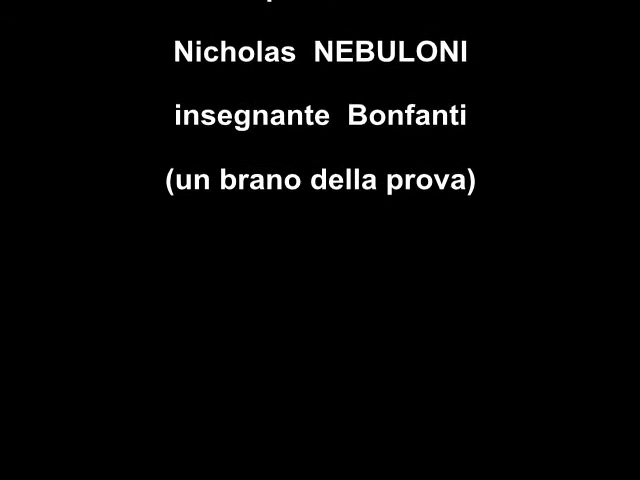 Nicholas NEBULONI
insegnante Bonfanti
(un brano della prova)